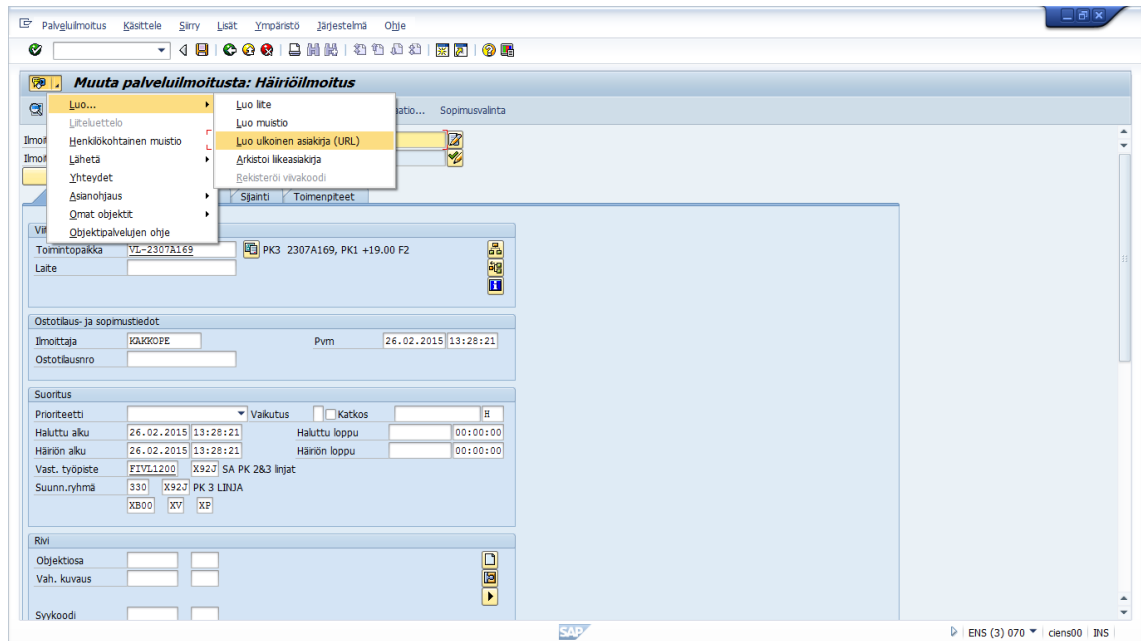 Palveluilmoitus Käsittele Siirry Lisät Ympäristö Järjestelmä Ohje
Muuta palveluilmoitusta: Häiriöilmoitus
Luo... Luo liite Sopimusvalinta
Liiteluettelo Luo muistio
Henkilökohtainen muistio Luo ulkoinen asiakirja (URL)
Lähetä Arkistoi liikeasiakirja
Yhteydet Rekisteröi viivakoodi
Asianohjaus Sijainti Toimenpiteet
Omat objektit
Objektipalvelujen ohje
Toimintopaikka VL-2307A169 PK3 2307A169, PK1 +19.00 F2
Laite
Ostotilaus- ja sopimustiedot
Ilmoittaja KAKKOPE Pvm 26.02.2015 13:28:21
Ostotilausnro
Suoritus
Prioriteetti Vaikutus Katkos H
Haluttu alku 26.02.2015 13:28:21 Haluttu loppu 00:00:00
Häiriön alku 26.02.2015 13:28:21 Häiriön loppu 00:00:00
Vast. työpiste FIVL1200 X92J SA PK 2&3 linjat
Suunn.ryhmä 330 X92J PK 3 LINJA
XB00 XV XP
Rivi
Objektiosa
Vah. kuvaus
Syykoodi
SAP ENS (3) 070 ciens00 INS